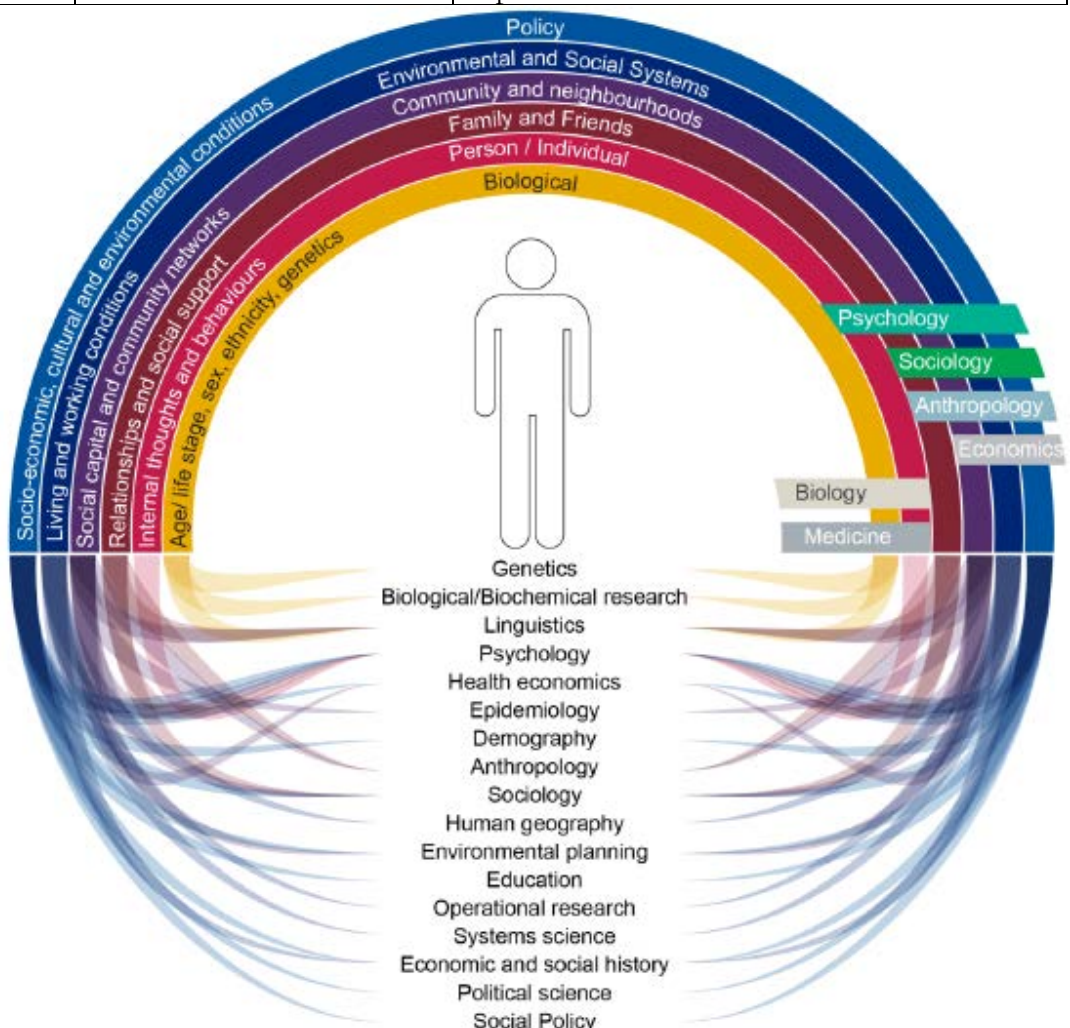 Policy
Environmental and Social Systems
Community and neighbourhoods
Family and Friends
Person / Individual
Biological
Socio-economic, cultural and environmental conditions
Living and working conditions
Social capital and community networks
Relationships and social support
Internal thoughts and behaviours
Age/ life stage, sex, ethnicity, genetics
Psychology
Sociology
Anthropology
Economics
Biology
Medicine
Genetics
Biological/Biochemical research
Linguistics
Psychology
Health economics
Epidemiology
Demography
Anthropology
Sociology
Human geography
Environmental planning
Education
Operational research
Systems science
Economic and social history
Political science
Social Policy